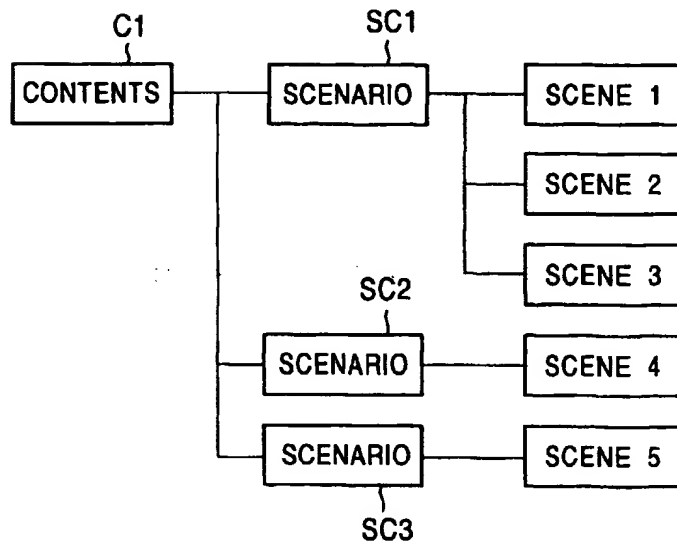 C1
SC1
CONTENTS
SCENARIO
SCENE 1
SCENE 2
SCENE 3
SC2
SCENARIO
SCENE 4
SCENARIO
SCENE 5
SC3